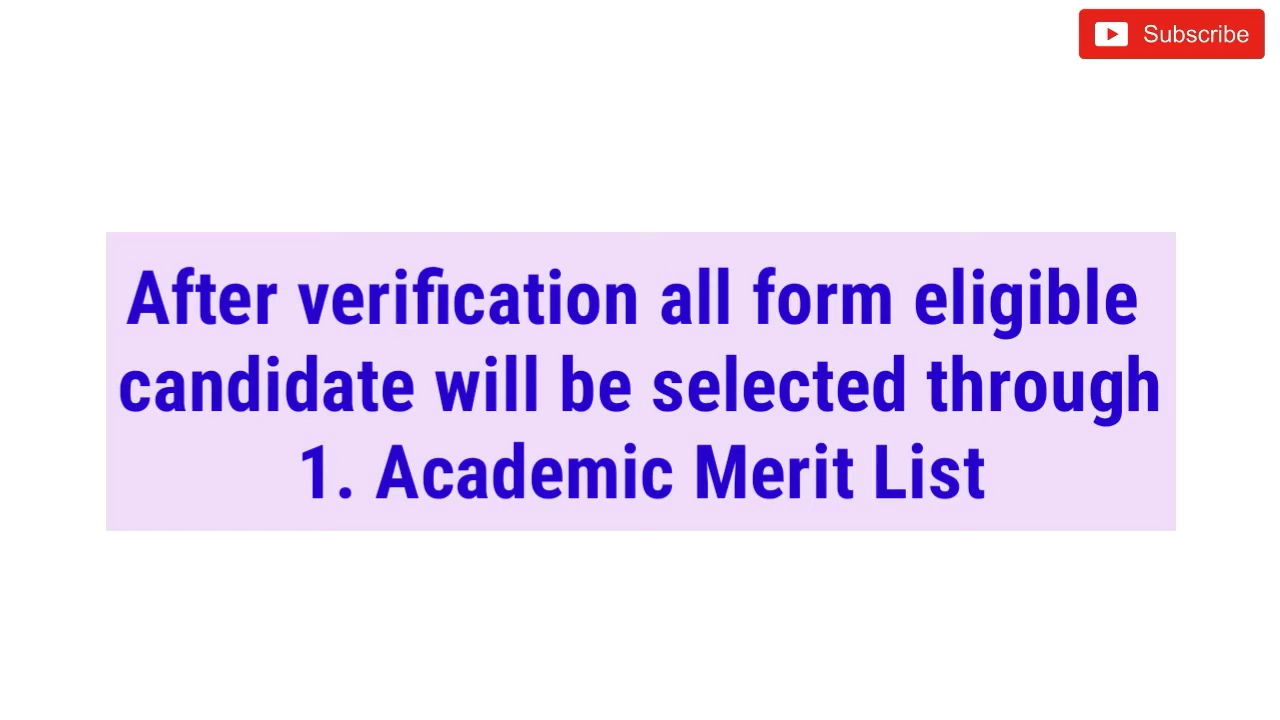 Subscribe
After verification all form eligible
candidate will be selected through
1. Academic Merit List